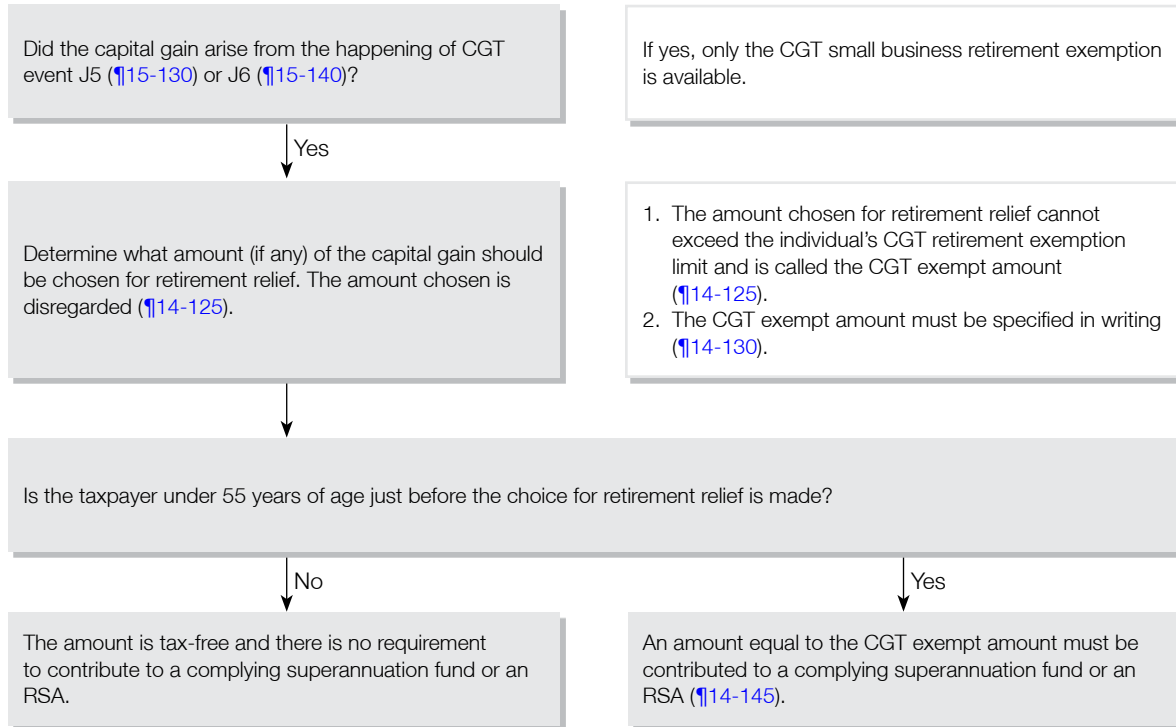 Did the capital gain arise from the happening of CGT
event J5 (¶15-130) or J6 (¶15-140)?
If yes, only the CGT small business retirement exemption
is available.
Yes
Determine what amount (if any) of the capital gain should
be chosen for retirement relief. The amount chosen is
disregarded (¶14-125).
1. The amount chosen for retirement relief cannot
exceed the individual’s CGT retirement exemption
limit and is called the CGT exempt amount
(¶14-125).
2. The CGT exempt amount must be specified in writing
(¶14-130).
Is the taxpayer under 55 years of age just before the choice for retirement relief is made?
No
Yes
The amount is tax-free and there is no requirement
to contribute to a complying superannuation fund or an
RSA.
An amount equal to the CGT exempt amount must be
contributed to a complying superannuation fund or an
RSA (¶14-145).